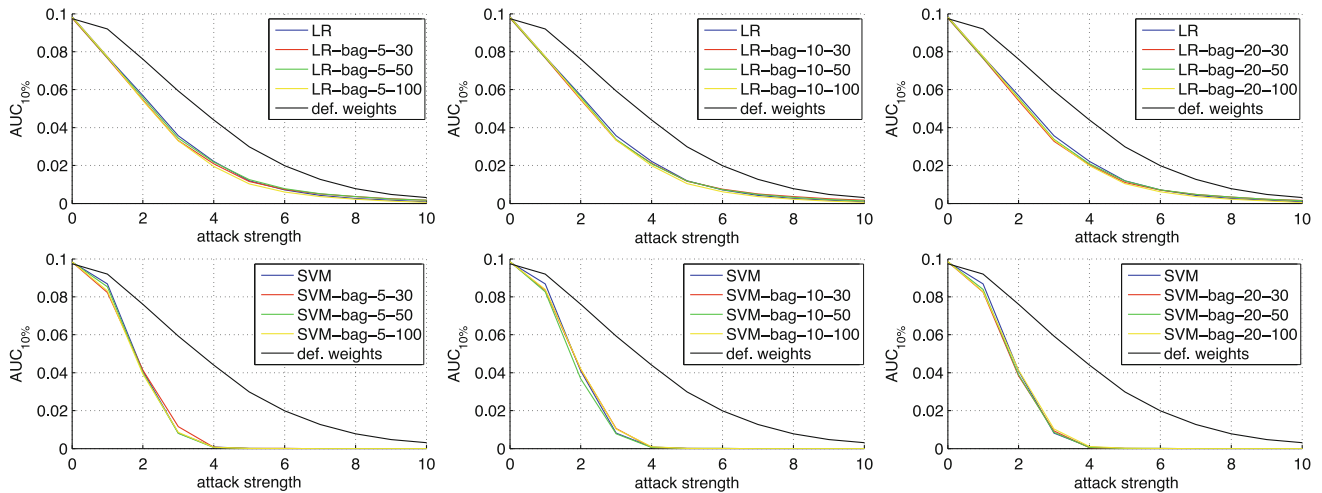 0.1
0.08
0.06
0.04
0.02
0
AUC10%
0 2 4 6 8 10
attack strength
LR
LR−bag−5−30
LR−bag−5−50
LR−bag−5−100
def. weights
0.1
0.08
0.06
0.04
0.02
0
AUC10%
0 2 4 6 8 10
attack strength
LR
LR−bag−10−30
LR−bag−10−50
LR−bag−10−100
def. weights
0.1
0.08
0.06
0.04
0.02
0
AUC10%
0 2 4 6 8 10
attack strength
LR
LR−bag−20−30
LR−bag−20−50
LR−bag−20−100
def. weights
0.1
0.08
0.06
0.04
0.02
0
AUC10%
0 2 4 6 8 10
attack strength
SVM
SVM−bag−5−30
SVM−bag−5−50
SVM−bag−5−100
def. weights
0.1
0.08
0.06
0.04
0.02
0
AUC10%
0 2 4 6 8 10
attack strength
SVM
SVM−bag−10−30
SVM−bag−10−50
SVM−bag−10−100
def. weights
0.1
0.08
0.06
0.04
0.02
0
AUC10%
0 2 4 6 8 10
attack strength
SVM
SVM−bag−20−30
SVM−bag−20−50
SVM−bag−20−100
def. weights